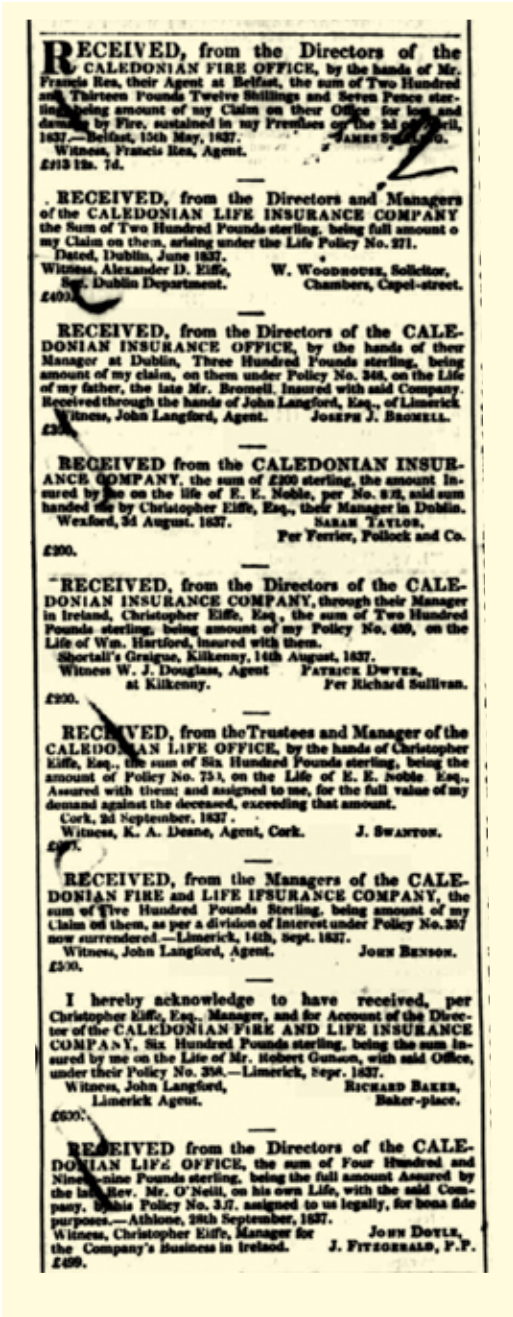 RECEIVED, from the Directors of the
CALEDONIAN FIRE OFFICE, by the hands of Mr.
Francis Rea, their Agent at Belfast, the sum of Two Hundred
and Thirteen Pounds Twelve Shillings and Seven Pence ster-
ling, being amount of my Claim on their Office for loss and
damage by Fire, sustained in my Premises on the 2d April,
1837.—Belfast, 15th May, 1837. JAMES
Witness, Francis Rea, Agent.
£213 12s. 7d.
RECEIVED, from the Directors and Managers
of the CALEDONIAN LIFE INSURANCE COMPANY
the Sum of Two Hundred Pounds sterling, being full amount o
my Claim on them, arising under the Life Policy No. 271.
Dated, Dublin, June 1837.
Witness, Alexander D. Eiffe, W. WOODHOUSE, Solicitor,
Dublin Department. Chambers, Capel-street.
RECEIVED, from the Directors of the CALE-
DONIAN INSURANCE OFFICE, by the hands of their
Manager at Dublin, Three Hundred Pounds sterling, being
amount of my claim, on them under Policy No. 346, on the Life
of my father, the late Mr. Bromell, Insured with said Company.
Received through the hands of John Langford, Esq., of Limerick
Witness, John Langford, Agent. JOSEPH J. BROMELL.
RECEIVED from the CALEDONIAN INSUR-
ANCE COMPANY, the sum of £200 sterling, the amount In-
sured by me on the life of E. E. Noble, per No. said sum
handed me by Christopher Eiffe, Esq., their Manager in Dublin.
Wexford, 3d August. 1837. SARAH TAYLOR,
Per Ferrier, Pollock and Co.
£200.
RECEIVED, from the Directors of the CALE-
DONIAN INSURANCE COMPANY, through their Manager
in Ireland, Christopher Eiffe, Esq , the sum of Two Hundred
Pounds sterling, being amount of my Policy No. 499, on the
Life of Wm. Hartford, insured with them.
Shortall's Graigue, Kilkenny, 14th August, 1837.
Witness W. J. Douglass, Agent PATRICK DWYER,
at Kilkenny. Per Richard Sullivan.
£200.
RECEIVED, from the Trustees and Manager of the
CALEDONIAN LIFE OFFICE, by the hands of Christopher
Eiffe, Esq., the sum of Six Hundred Pounds sterling, being the
amount of Policy No. on the Life of E. E. Noble Esq.,
Assured with them; and assigned to me, for the full value of my
demand against the deceased, exceeding that amount.
Cork, 2d September, 1837 .
Witness, K. A. Deane, Agent, Cork. J. SWANTON.
RECEIVED, from the Managers of the CALE-
DONIAN FIRE and LIFE IFSURANCE COMPANY, the
sum of Five Hundred Pounds Sterling, being amount of my
Claim on them, as per a division of Interest under Policy No. 357
now surrendered.—Limerick, 14th, Sept. 1837.
Witness, John Langford, Agent. JOHN BENSON.
£500.
I hereby acknowledge to have received, per
Christopher Eiffe, Esq., Manager, and for Account of the Direc-
tor of the CALEDONIAN FIRE AND LIFE INSURANCE
COMPANY, Six Hundred Pounds sterling, being the sum In-
sured by me on the Life of Mr. Robert Gunson, with said Office,
under their Policy No. 358.—Limerick, Sepr. 1837.
Witness, John Langford, RICHARD BAKER,
Limerick Agent. Baker-place.
£600.
RECEIVED from the Directors of the CALE-
DONIAN LIFE OFFICE, the sum of Four Hundred and
Ninety-nine Pounds sterling, being the full amount Assured by
the late Rev. Mr. O'Neill, on his own Life, with the said Com-
pany, by his Policy No. assigned to us legally, for bona fide
purposes.—Athlone, 28th September, 1837.
Witness, Christopher Eiffe, Manager for JOHN DOYLE,
the Company's Business in Ireland. J. FITZGERALD, P.P.
£499.